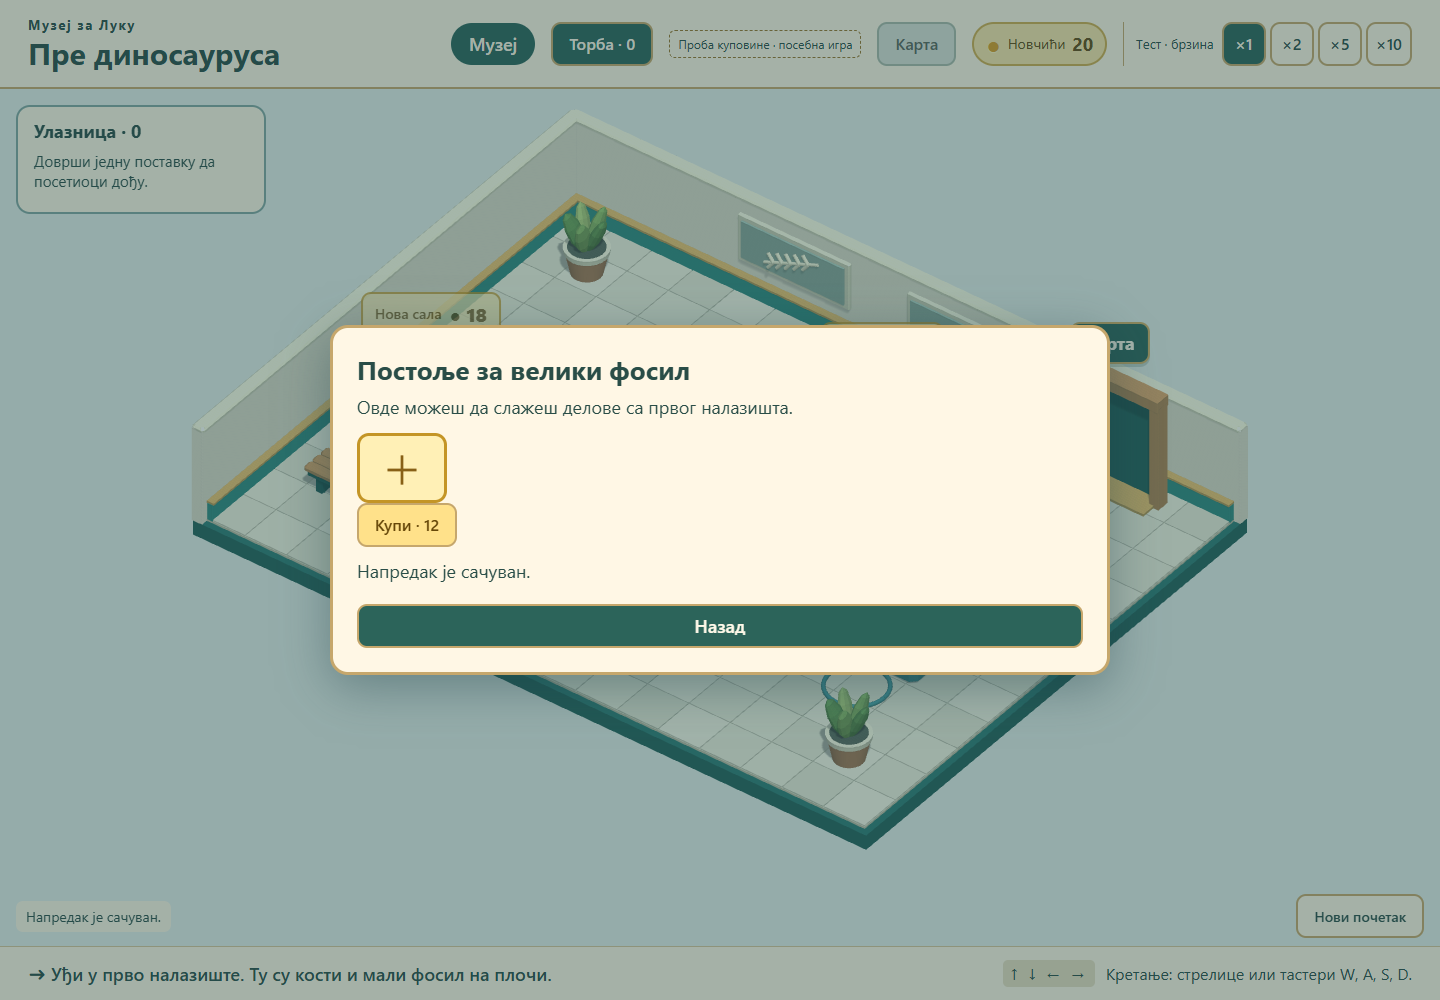 Музеј за Луку
Пре диносауруса
Музеј
Торба · 0
Проба куповине · посебна игра
Карта
Новчићи 20
Тест · брзина
×1
×2
×5
×10
Улазница · 0
Доврши једну поставку да
посетиоци дођу.
Нова сала 18
Постоље за велики фосил
Овде можеш да слажеш делове са првог налазишта.
Купи · 12
Напредак је сачуван.
Назад
Напредак је сачуван.
Нови почетак
→ Уђи у прво налазиште. Ту су кости и мали фосил на плочи.
↑ ↓ ← → Кретање: стрелице или тастери W, A, S, D.